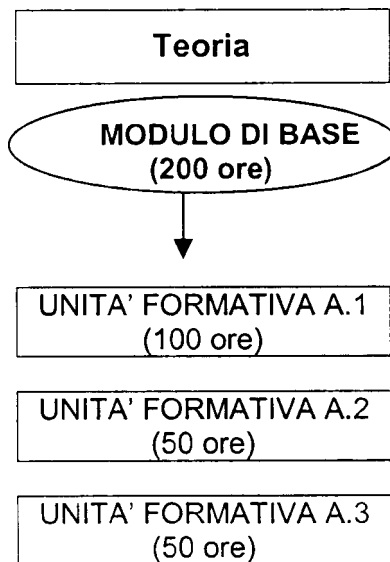 Teoria
MODULO DI BASE
(200 ore)
UNITA' FORMATIVA A.1
(100 ore)
UNITA' FORMATIVA A.2
(50 ore)
UNITA' FORMATIVA A.3
(50 ore)